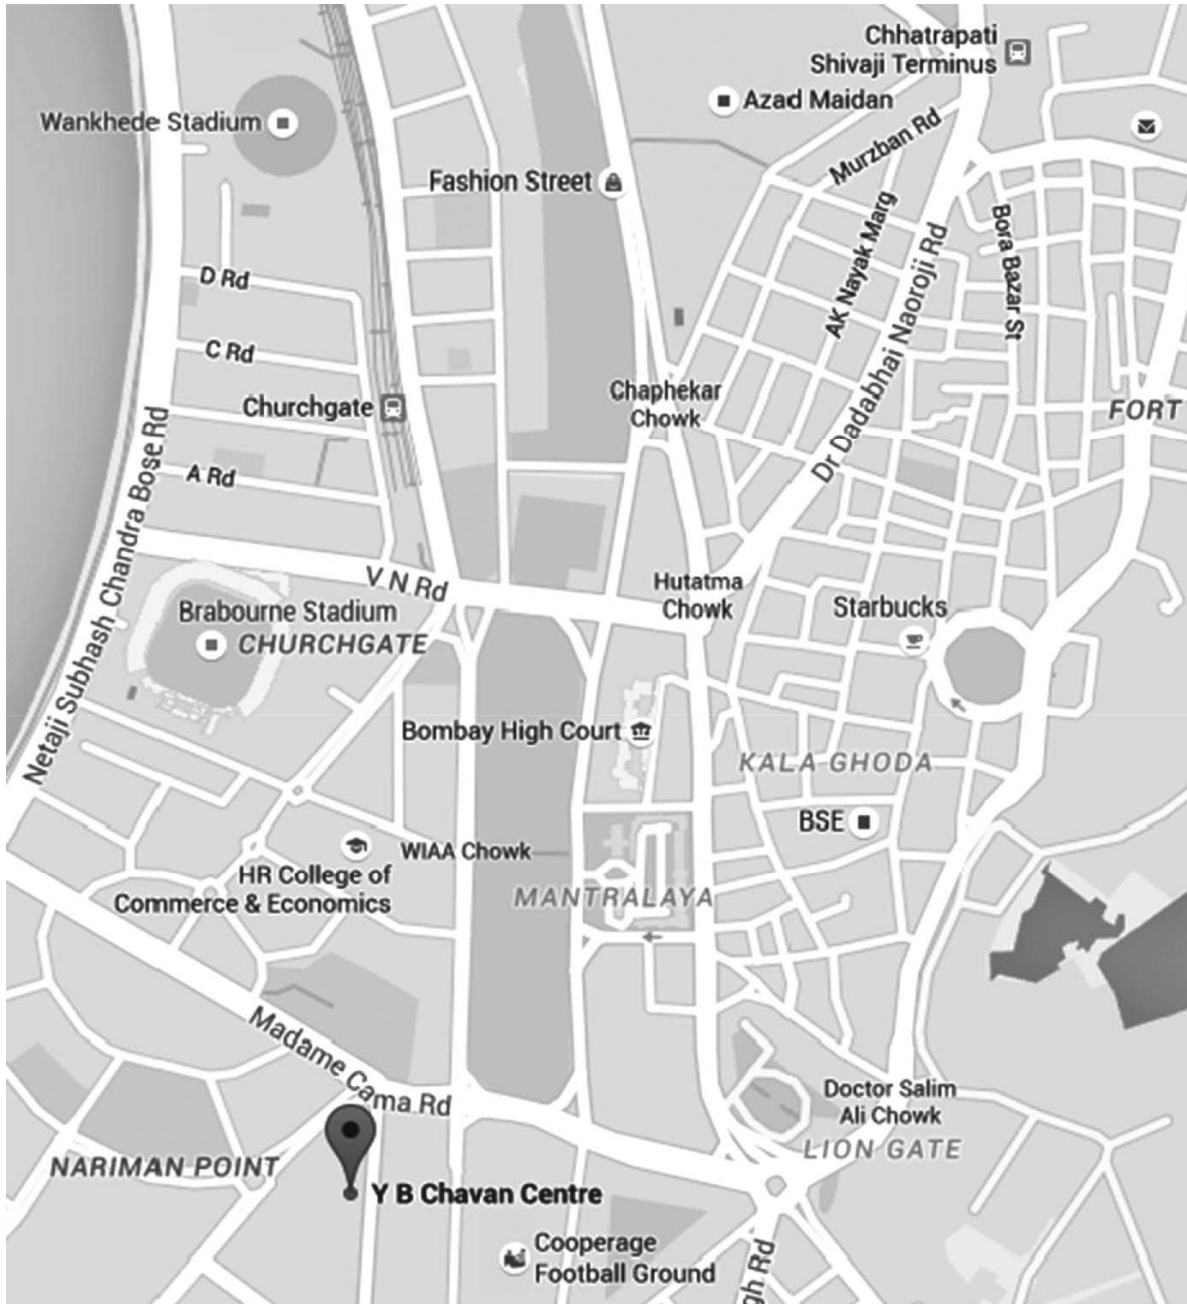 Chhatrapati
Shivaji Terminus
Azad Maidan
Wankhede Stadium
Murzban Rd
Fashion Street
AK Nayak Marg
Bora Bazar St
Dr Dadabhai Naoroji Rd
D Rd
C Rd
Chaphekar
Chowk
Churchgate
FORT
A Rd
Netaji Subhash Chandra Bose Rd
V N Rd
Hutatma
Chowk
Starbucks
Brabourne Stadium
CHURCHGATE
Bombay High Court
KALA GHODA
BSE
WIAA Chowk
HR College of
Commerce & Economics
MANTRALAYA
Madame Cama Rd
Doctor Salim
Ali Chowk
LION GATE
NARIMAN POINT
Y B Chavan Centre
Cooperage
Football Ground
gh Rd